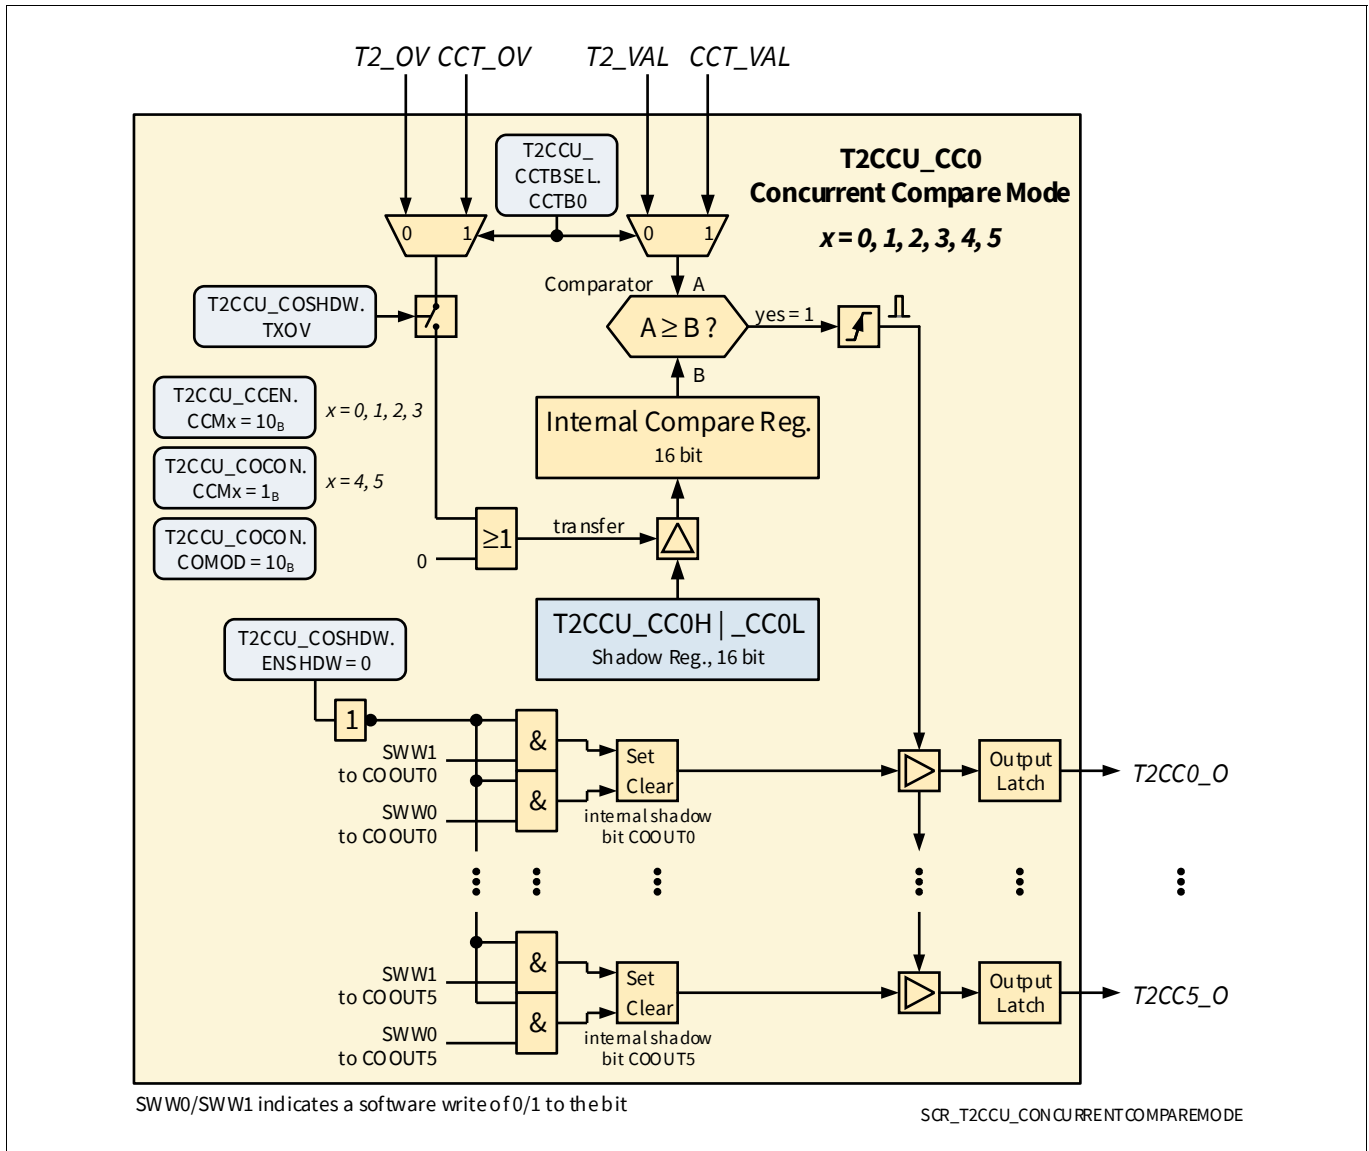 T2_OV CCT_OV T2_VAL CCT_VAL
T2CCU_
CCTBSEL.
CCTB0
T2CCU_CC0
Concurrent Compare Mode
x = 0, 1, 2, 3, 4, 5
0 1
0 1
Comparator A
T2CCU_COSHDW.
TXOV
A ≥ B ?
yes = 1
B
T2CCU_CCEN.
CCMx = 10B
x = 0, 1, 2, 3
Internal Compare Reg.
16 bit
T2CCU_COCON.
CCMx = 1B
x = 4, 5
T2CCU_COCON.
COMOD = 10B
≥1
transfer
0
T2CCU_CC0H | _CC0L
Shadow Reg., 16 bit
T2CCU_COSHDW.
ENSHDW = 0
1
&
SWW1
to COOUT0
&
SWW0
to COOUT0
Set
Clear
internal shadow
bit COOUT0
Output
Latch
T2CC0_O
&
SWW1
to COOUT5
&
SWW0
to COOUT5
Set
Clear
internal shadow
bit COOUT5
Output
Latch
T2CC5_O
SWW0/SWW1 indicates a software write of 0/1 to the bit
SCR_T2CCU_CONCURRENTCOMPAREMODE